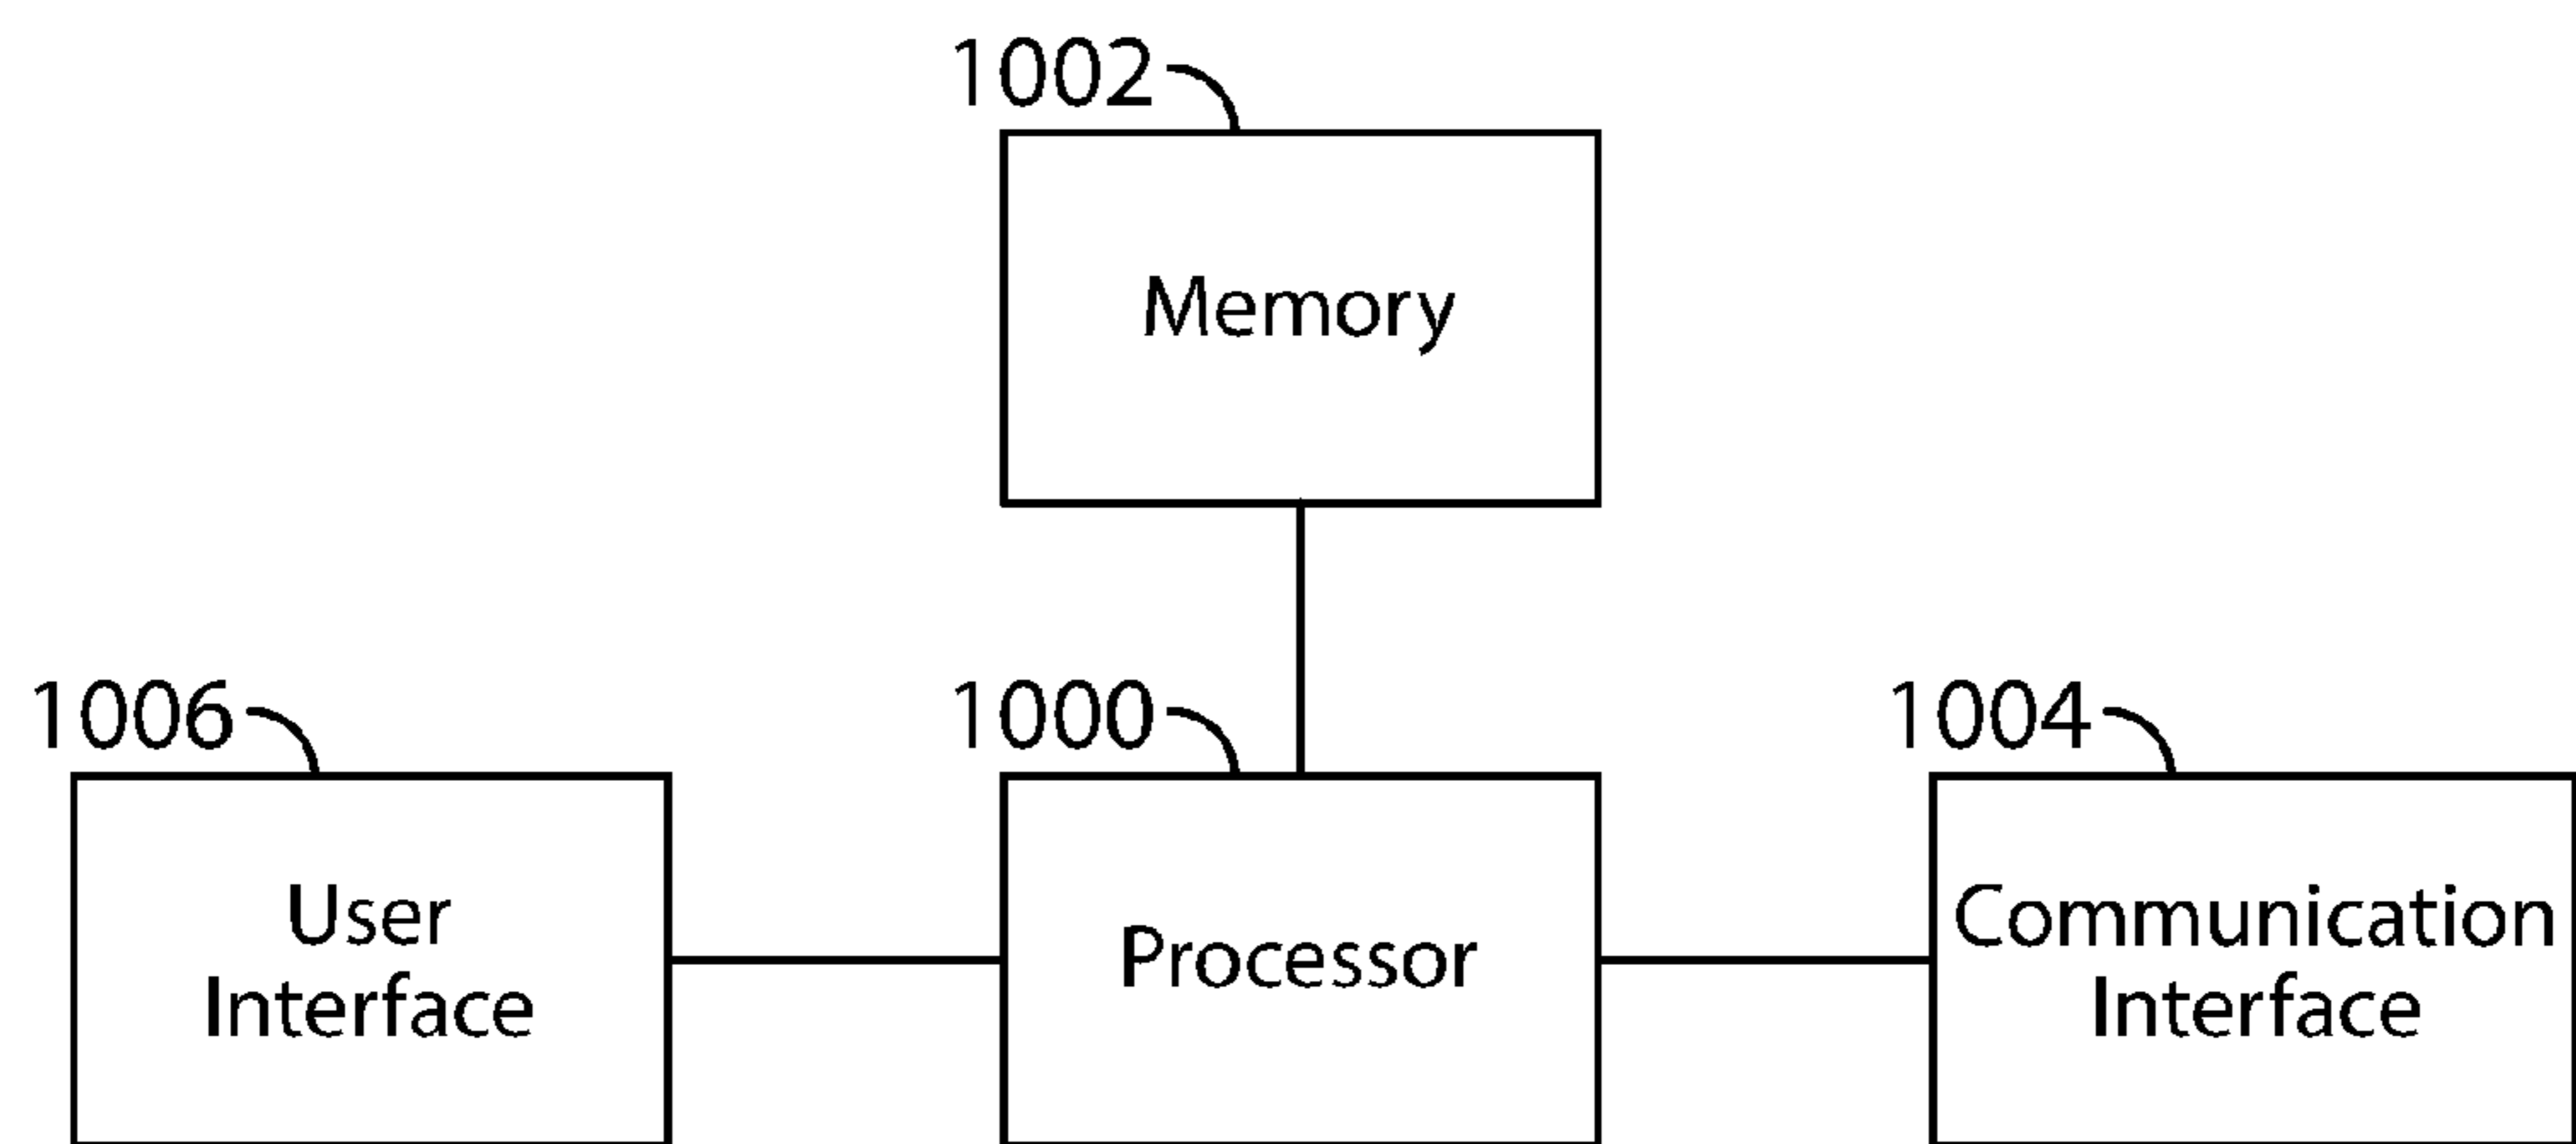 1002
Memory
1006
1000
1004
User
Interface
Processor
Communication
Interface